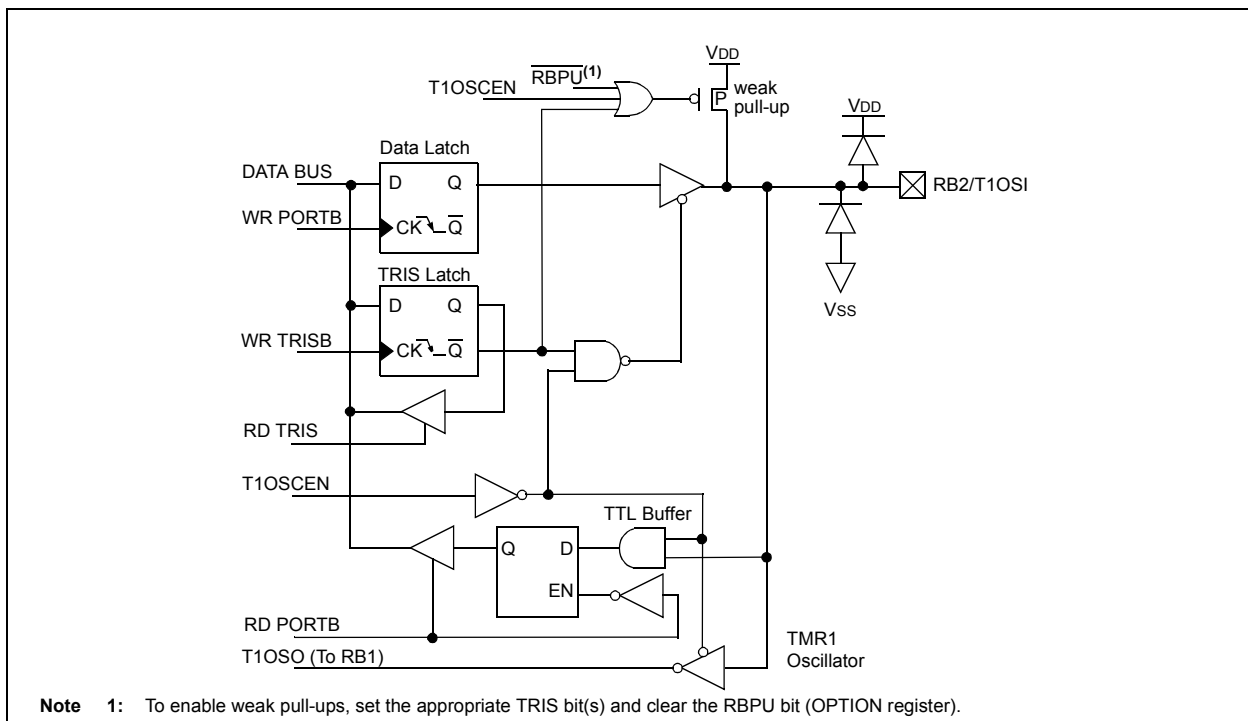 VDD
RBPU(1)
T1OSCEN
P
weak
pull-up
VDD
Data Latch
DATA BUS
D Q
RB2/T1OSI
WR PORTB
CK Q
TRIS Latch
VSS
D Q
WR TRISB
CK Q
RD TRIS
T1OSCEN
TTL Buffer
Q D
EN
RD PORTB
TMR1
Oscillator
T1OSO (To RB1)
Note 1: To enable weak pull-ups, set the appropriate TRIS bit(s) and clear the RBPU bit (OPTION register).